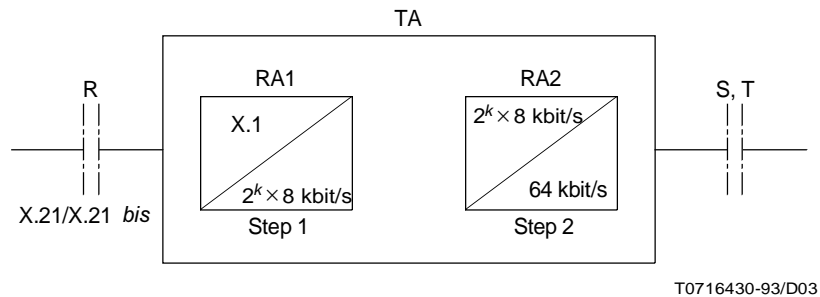 TA
R
RA1
RA2
S, T
X.1
2^k × 8 kbit/s
2^k × 8 kbit/s
64 kbit/s
X.21/X.21 bis
Step 1
Step 2
T0716430-93/D03